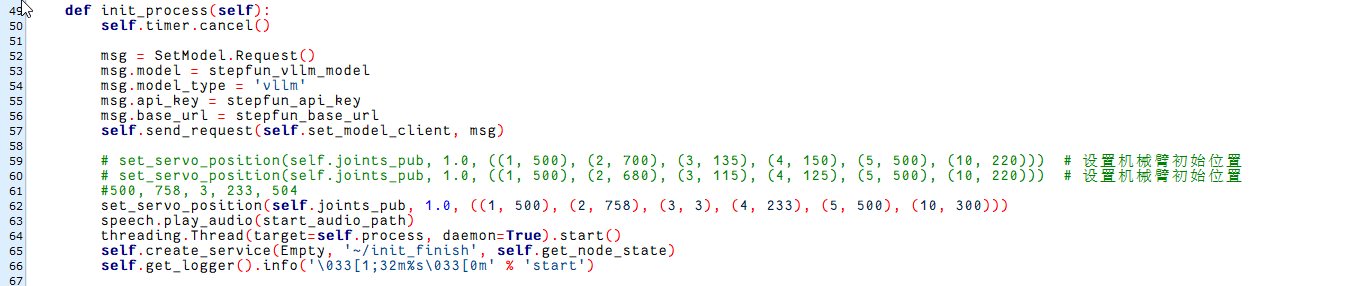 49    def init_process(self):
50        self.timer.cancel()
51
52        msg = SetModel.Request()
53        msg.model = stepfun_vllm_model
54        msg.model_type = 'vllm'
55        msg.api_key = stepfun_api_key
56        msg.base_url = stepfun_base_url
57        self.send_request(self.set_model_client, msg)
58
59        # set_servo_position(self.joints_pub, 1.0, ((1, 500), (2, 700), (3, 135), (4, 150), (5, 500), (10, 220)))  # 设置机械臂初始位置
60        # set_servo_position(self.joints_pub, 1.0, ((1, 500), (2, 680), (3, 115), (4, 125), (5, 500), (10, 220)))  # 设置机械臂初始位置
61        #500, 758, 3, 233, 504
62        set_servo_position(self.joints_pub, 1.0, ((1, 500), (2, 758), (3, 3), (4, 233), (5, 500), (10, 300)))
63        speech.play_audio(start_audio_path)
64        threading.Thread(target=self.process, daemon=True).start()
65        self.create_service(Empty, '~/init_finish', self.get_node_state)
66        self.get_logger().info('\033[1;32m%s\033[0m' % 'start')
67